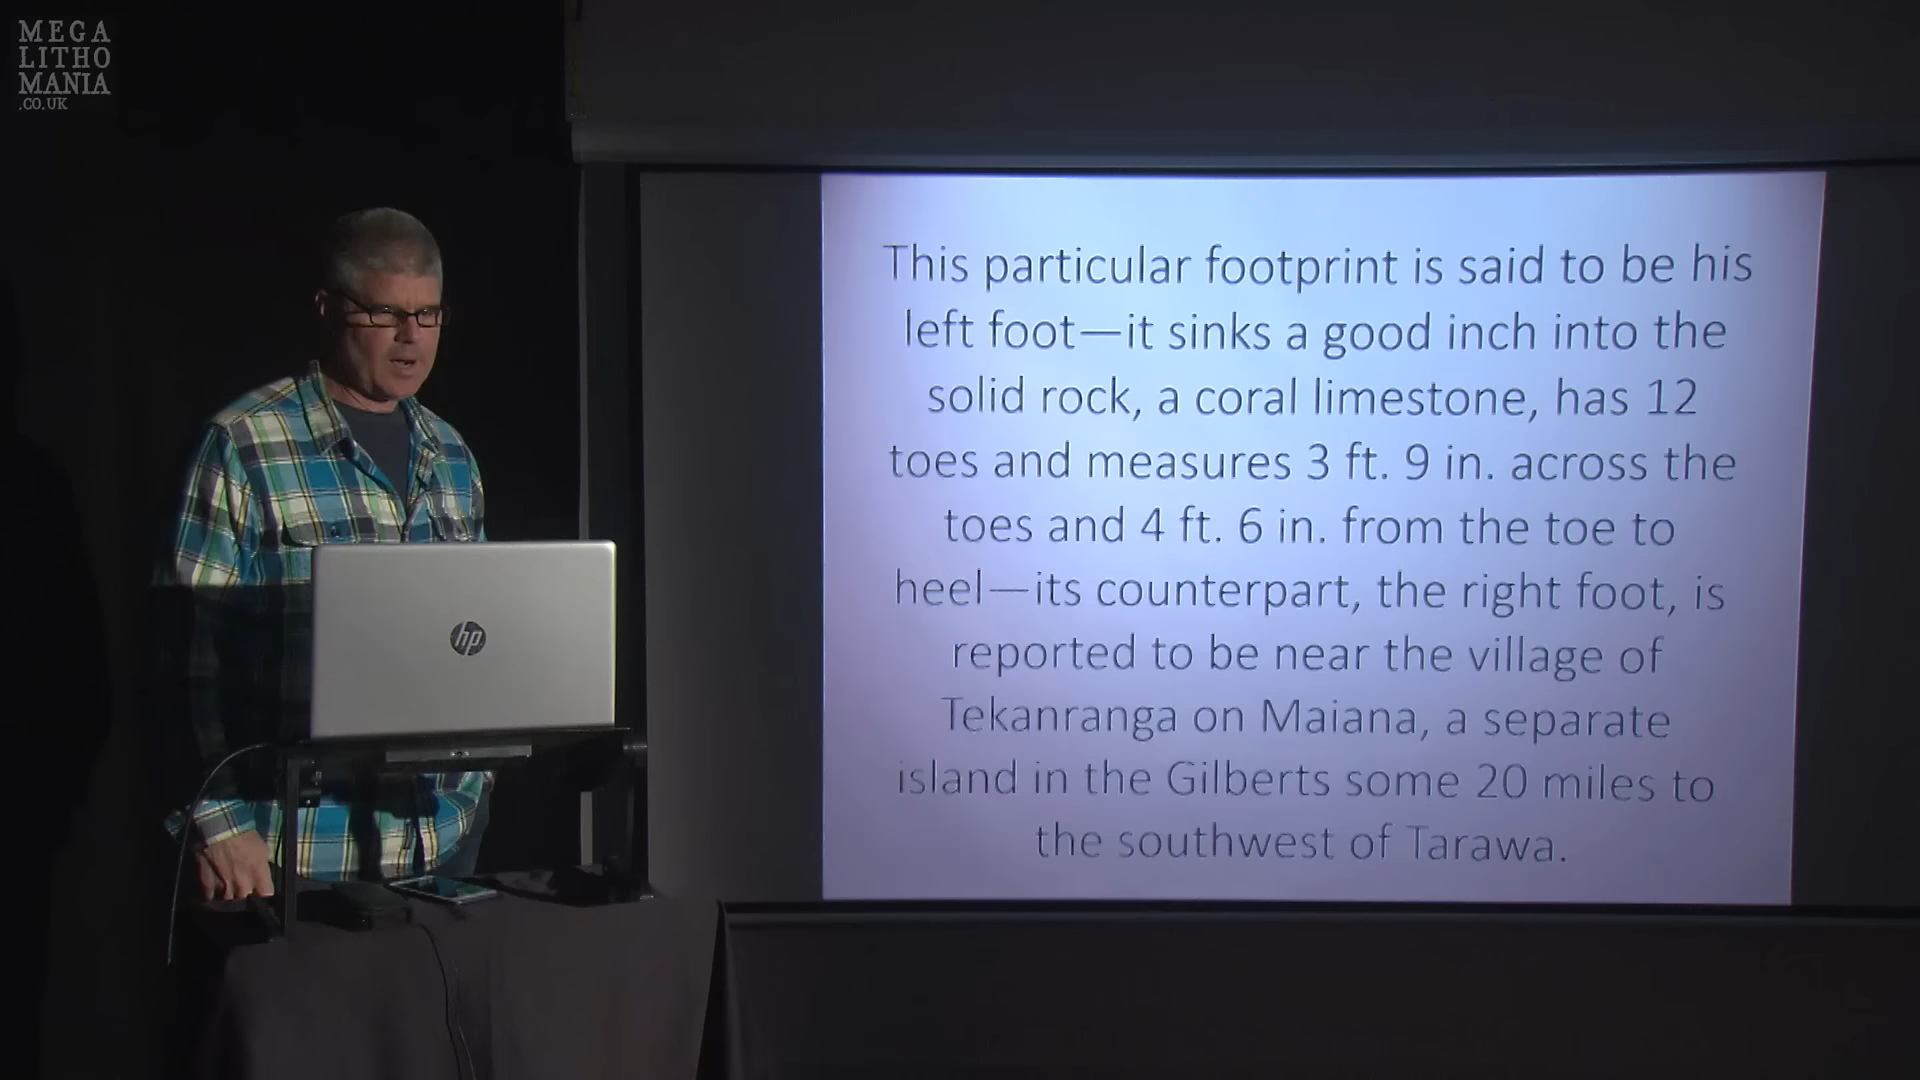 MEGA
LITHO
MANIA
.CO.UK
This particular footprint is said to be his
left foot—it sinks a good inch into the
solid rock, a coral limestone, has 12
toes and measures 3 ft. 9 in. across the
toes and 4 ft. 6 in. from the toe to
heel—its counterpart, the right foot, is
reported to be near the village of
Tekanranga on Maiana, a separate
island in the Gilberts some 20 miles to
the southwest of Tarawa.
hp